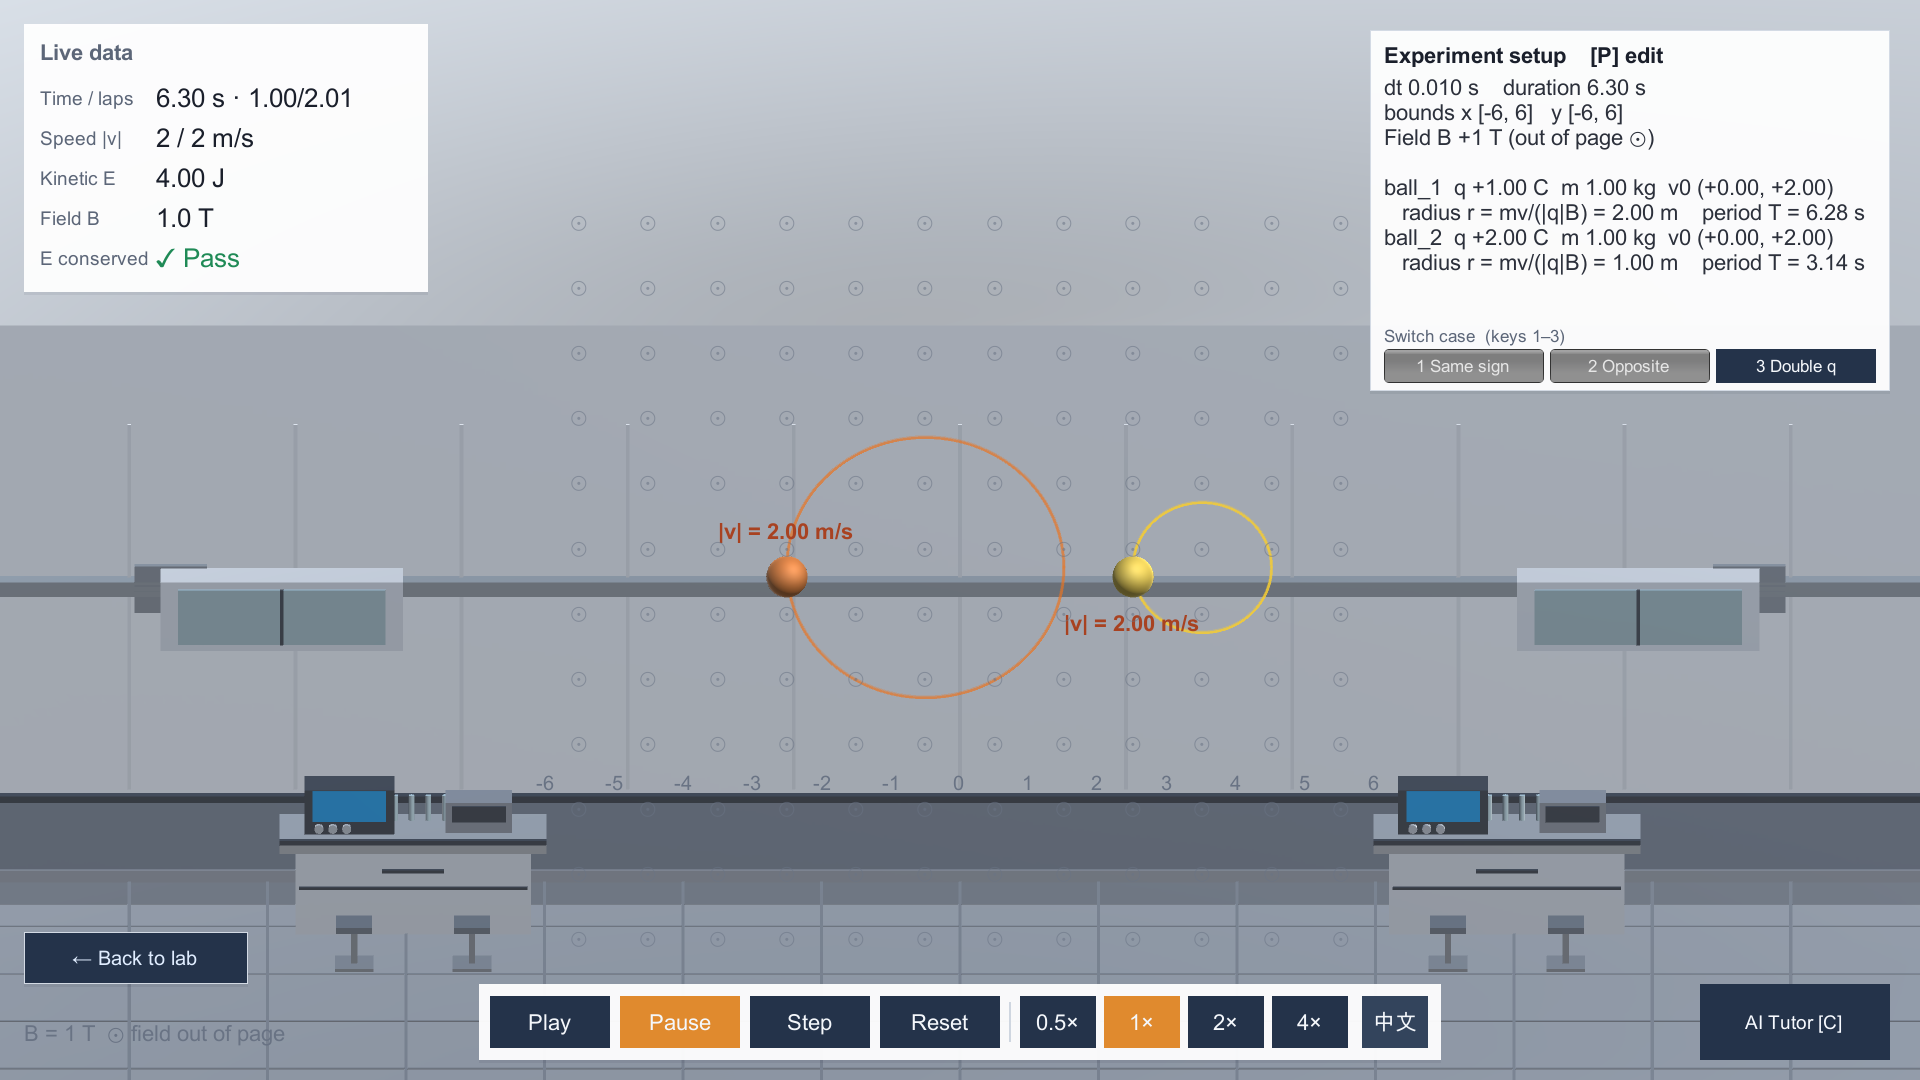 Live data
Time / laps 6.30 s · 1.00/2.01
Speed |v| 2 / 2 m/s
Kinetic E 4.00 J
Field B 1.0 T
E conserved ✓ Pass
Experiment setup [P] edit
dt 0.010 s duration 6.30 s
bounds x [-6, 6] y [-6, 6]
Field B +1 T (out of page ⊙)
ball_1 q +1.00 C m 1.00 kg v0 (+0.00, +2.00)
radius r = mv/(|q|B) = 2.00 m period T = 6.28 s
ball_2 q +2.00 C m 1.00 kg v0 (+0.00, +2.00)
radius r = mv/(|q|B) = 1.00 m period T = 3.14 s
Switch case (keys 1–3)
1 Same sign 2 Opposite 3 Double q
|v| = 2.00 m/s
|v| = 2.00 m/s
-6 -5 -4 -3 -2 -1 0 1 2 3 4 5 6
← Back to lab
B = 1 T ⊙ field out of page
Play Pause Step Reset 0.5× 1× 2× 4× 中文
AI Tutor [C]